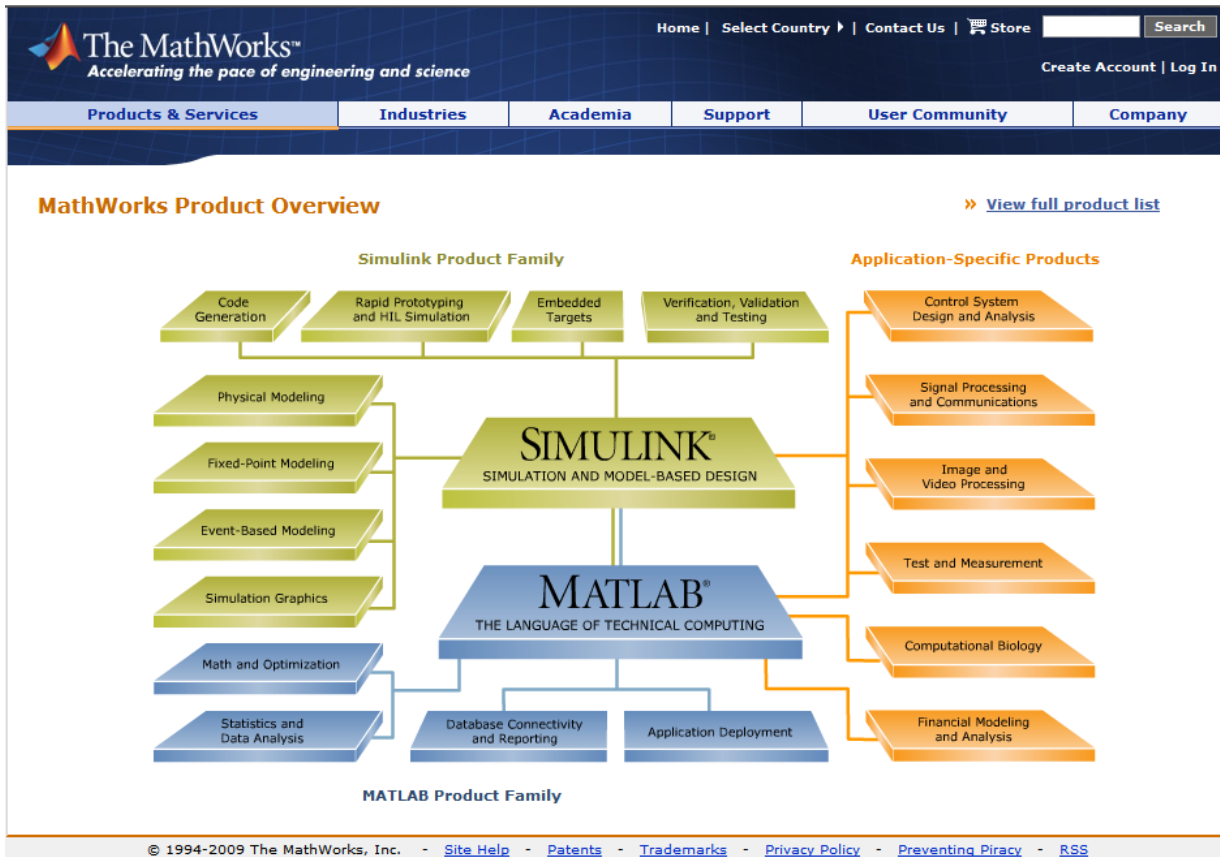 The MathWorks™
Accelerating the pace of engineering and science
Home | Select Country | Contact Us | Store Search
Create Account | Log In
Products & Services Industries Academia Support User Community Company
MathWorks Product Overview
» View full product list
Simulink Product Family
Application-Specific Products
Code
Generation
Rapid Prototyping
and HIL Simulation
Embedded
Targets
Verification, Validation
and Testing
Control System
Design and Analysis
Physical Modeling
Signal Processing
and Communications
SIMULINK®
SIMULATION AND MODEL-BASED DESIGN
Fixed-Point Modeling
Image and
Video Processing
Event-Based Modeling
Test and Measurement
MATLAB®
THE LANGUAGE OF TECHNICAL COMPUTING
Simulation Graphics
Computational Biology
Math and Optimization
Statistics and
Data Analysis
Database Connectivity
and Reporting
Application Deployment
Financial Modeling
and Analysis
MATLAB Product Family
© 1994-2009 The MathWorks, Inc. - Site Help - Patents - Trademarks - Privacy Policy - Preventing Piracy - RSS